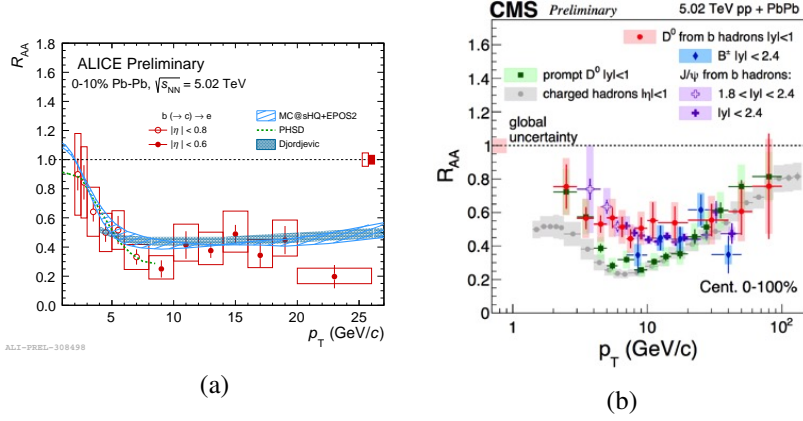 ALICE Preliminary
0-10% Pb-Pb, √s_NN = 5.02 TeV
b (→ c) → e
|η| < 0.8
|η| < 0.6
MC@sHQ+EPOS2
PHSD
Djordjevic
R_AA
1.8
1.6
1.4
1.2
1.0
0.8
0.6
0.4
0.2
0.0
0 5 10 15 20 25
p_T (GeV/c)
ALI-PREL-308498
(a)
CMS Preliminary 5.02 TeV pp + PbPb
D⁰ from b hadrons |y|<1
B± |y| < 2.4
J/ψ from b hadrons:
1.8 < |y| < 2.4
|y| < 2.4
prompt D⁰ |y|<1
charged hadrons |η|<1
global
uncertainty
R_AA
1.6
1.4
1.2
1
0.8
0.6
0.4
0.2
0
Cent. 0-100%
1 10 10²
p_T (GeV/c)
(b)